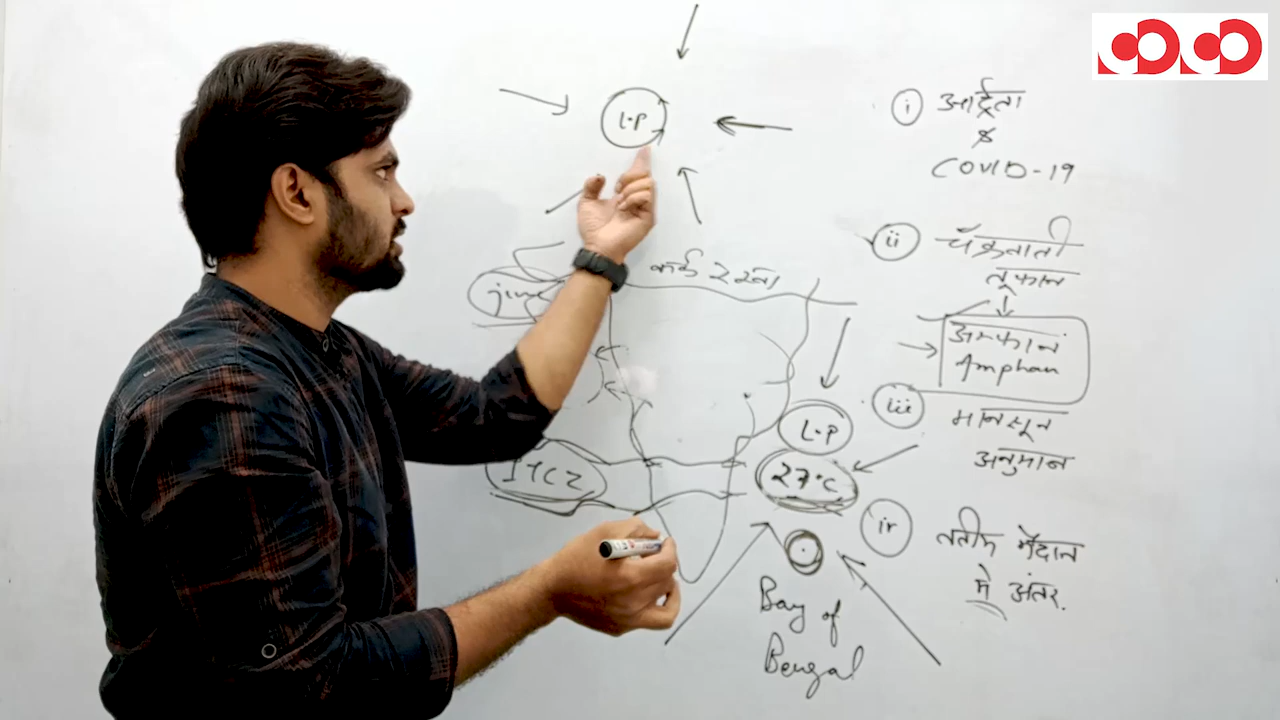 L.P
i आर्द्रता
&
COVID-19
ii चक्रवाती
तूफान
कर्क रेखा
अम्फान
Amphan
L.P
iii मानसून
अनुमान
ITCZ
27°C
iv तटीय मैदान
में अंतर.
Bay of
Bengal